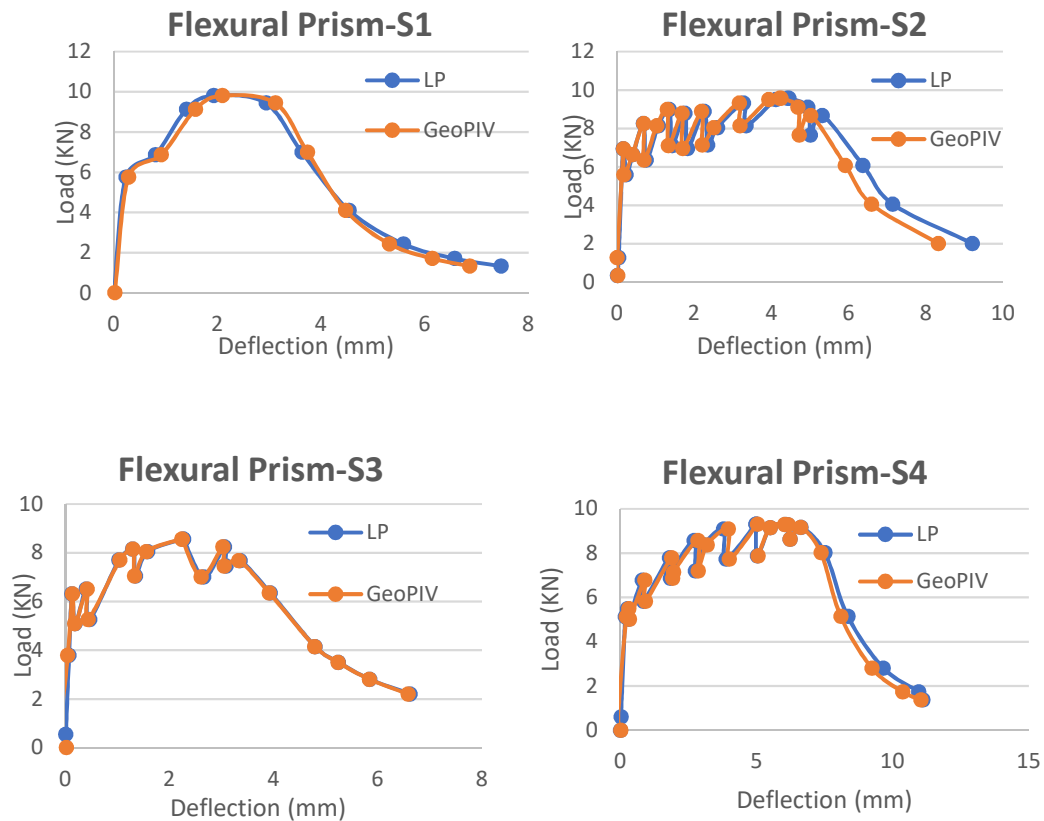 Flexural Prism-S1
12
10
8
6
4
2
0
Load (KN)
LP
GeoPIV
0 2 4 6 8
Deflection (mm)
Flexural Prism-S2
12
10
8
6
4
2
0
Load (KN)
LP
GeoPIV
0 2 4 6 8 10
Deflection (mm)
Flexural Prism-S3
10
8
6
4
2
0
Load (KN)
LP
GeoPIV
0 2 4 6 8
Deflection (mm)
Flexural Prism-S4
10
8
6
4
2
0
Load (KN)
LP
GeoPIV
0 5 10 15
Deflection (mm)